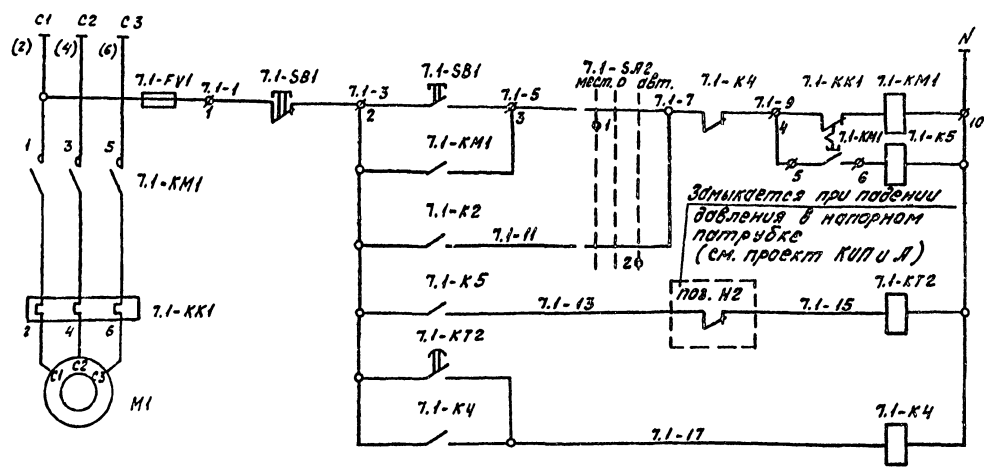 C1 C2 C3
(2) (4) (6)
7.1-FV1
7.1-1
1
7.1-SB1
7.1-3
2
7.1-SB1
7.1-5
3
7.1-SA2
мест. 0 авт.
1
7.1-7
7.1-K4
7.1-9
4
7.1-KK1
7.1-KM1
N
10
7.1-KM1
7.1-K5
5 6
1 3 5
7.1-KM1
7.1-KM1
7.1-K2
7.1-11
2
Замыкается при падении
давления в напорном
патрубке
(см. проект КИП и А)
7.1-K5
7.1-13
поз. H2
7.1-15
7.1-KT2
7.1-KK1
2 4 6
C1 C2 C3
M1
7.1-KT2
7.1-K4
7.1-17
7.1-K4